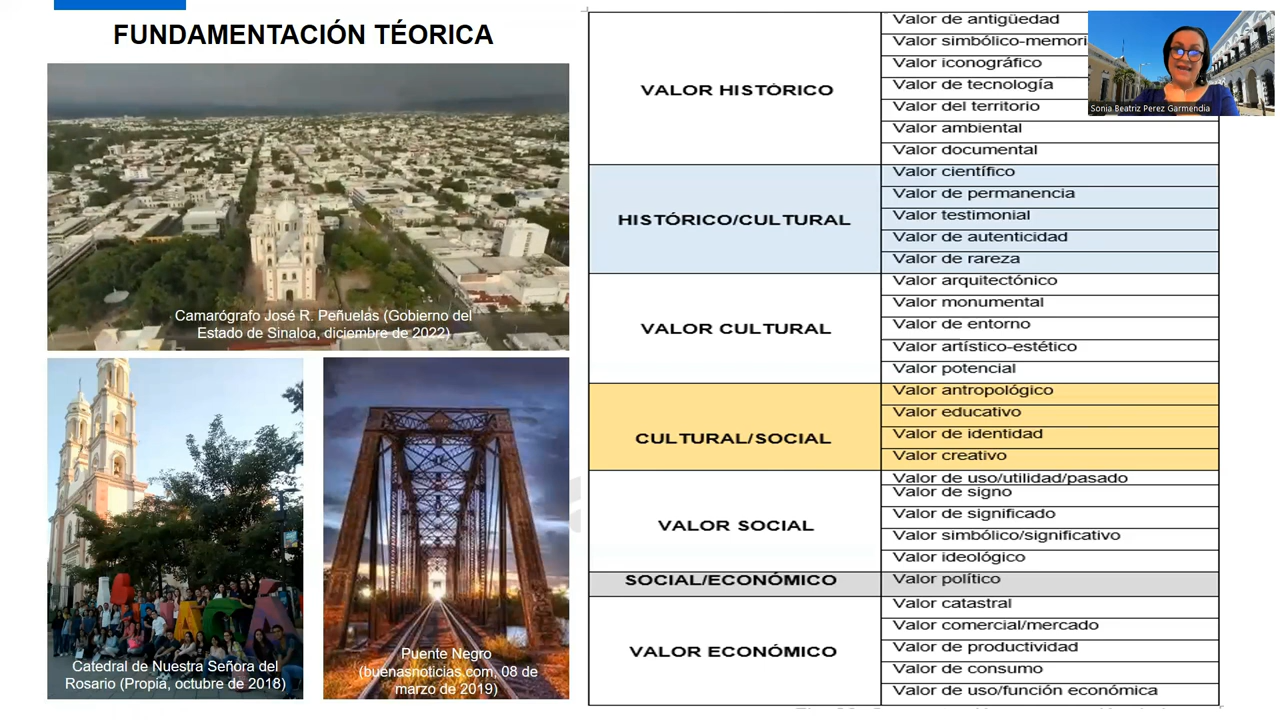 FUNDAMENTACIÓN TÉORICA
Camarógrafo José R. Peñuelas (Gobierno del
Estado de Sinaloa, diciembre de 2022)
Catedral de Nuestra Señora del
Rosario (Propia, octubre de 2018)
Puente Negro
(buenasnoticias.com, 08 de
marzo de 2019)
VALOR HISTÓRICO
Valor de antigüedad
Valor simbólico-memori
Valor iconográfico
Valor de tecnología
Valor del territorio
Valor ambiental
Valor documental
HISTÓRICO/CULTURAL
Valor científico
Valor de permanencia
Valor testimonial
Valor de autenticidad
Valor de rareza
VALOR CULTURAL
Valor arquitectónico
Valor monumental
Valor de entorno
Valor artístico-estético
Valor potencial
CULTURAL/SOCIAL
Valor antropológico
Valor educativo
Valor de identidad
Valor creativo
VALOR SOCIAL
Valor de uso/utilidad/pasado
Valor de signo
Valor de significado
Valor simbólico/significativo
Valor ideológico
SOCIAL/ECONÓMICO
Valor político
VALOR ECONÓMICO
Valor catastral
Valor comercial/mercado
Valor de productividad
Valor de consumo
Valor de uso/función económica
Sonia Beatriz Perez Garmendia